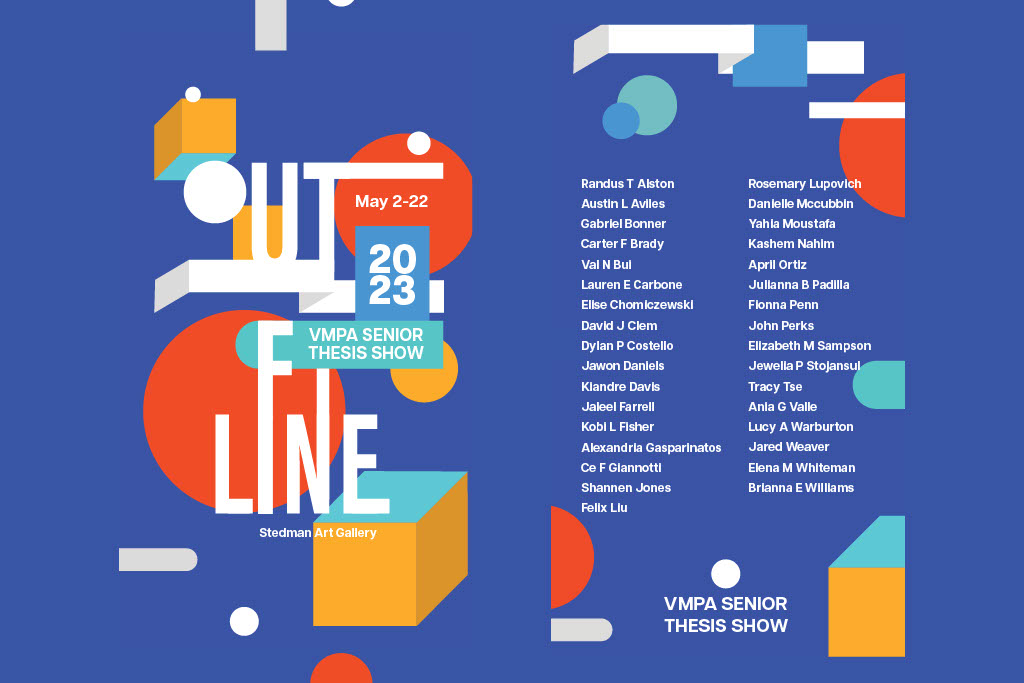 OUT
May 2-22
20
23
VMPA SENIOR
THESIS SHOW
OF
LINE
Stedman Art Gallery
Randus T Alston
Austin L Aviles
Gabriel Bonner
Carter F Brady
Val N Bui
Lauren E Carbone
Elise Chomiczewski
David J Clem
Dylan P Costello
Jawon Daniels
Kiandre Davis
Jaleel Farrell
Kobi L Fisher
Alexandria Gasparinatos
Ce F Giannotti
Shannen Jones
Felix Liu
Rosemary Lupovich
Danielle Mccubbin
Yahia Moustafa
Kashem Nahim
April Ortiz
Julianna B Padilla
Fionna Penn
John Perks
Elizabeth M Sampson
Jewella P Stojansul
Tracy Tse
Ania G Valle
Lucy A Warburton
Jared Weaver
Elena M Whiteman
Brianna E Williams
VMPA SENIOR
THESIS SHOW